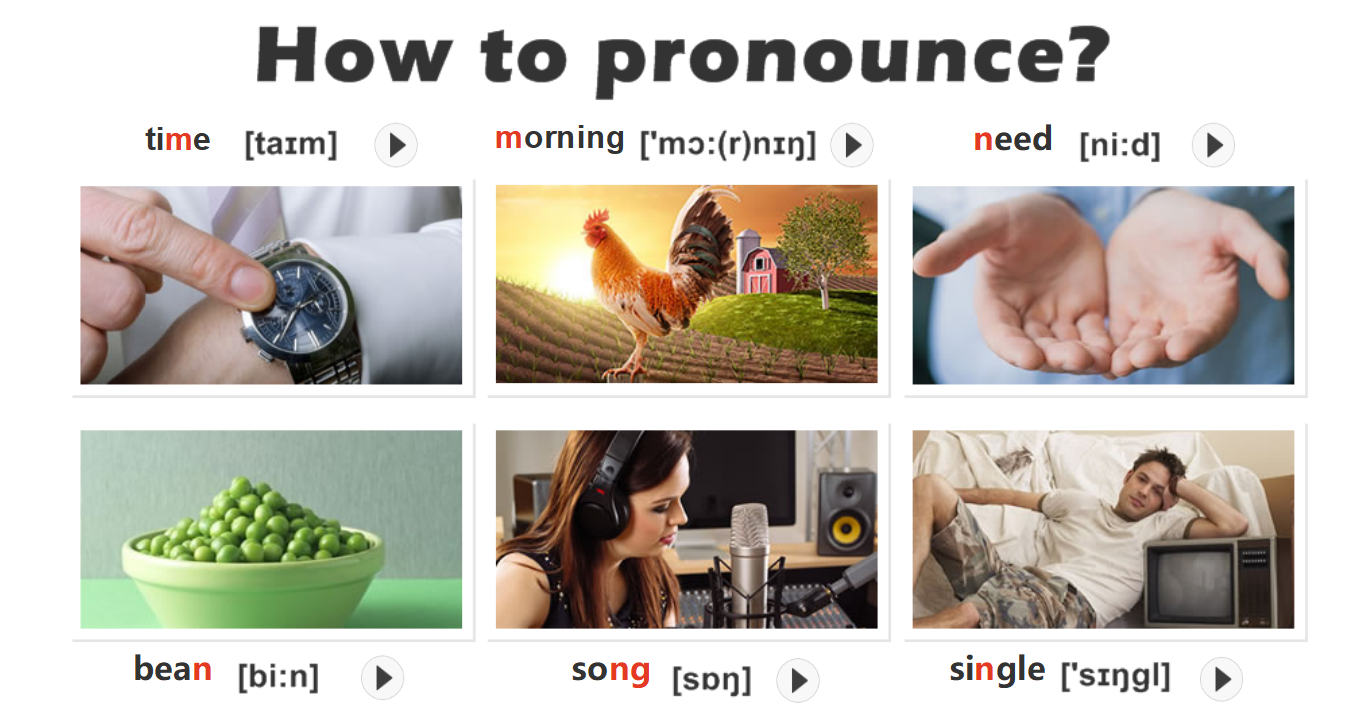 How to pronounce?
time [taɪm] morning ['mɔ:(r)nɪŋ] need [ni:d]
bean [bi:n] song [sɒŋ] single ['sɪŋgl]